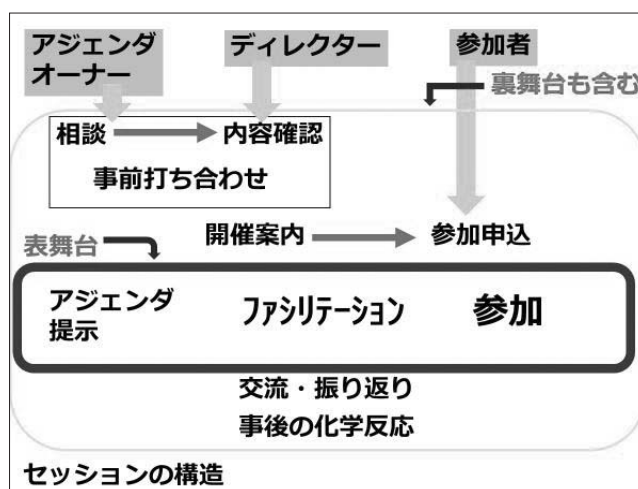 アジェンダ
オーナー
ディレクター
参加者
裏舞台も含む
相談
内容確認
事前打ち合わせ
開催案内
参加申込
表舞台
アジェンダ
提示
ファシリテーション
参加
交流・振り返り
事後の化学反応
セッションの構造